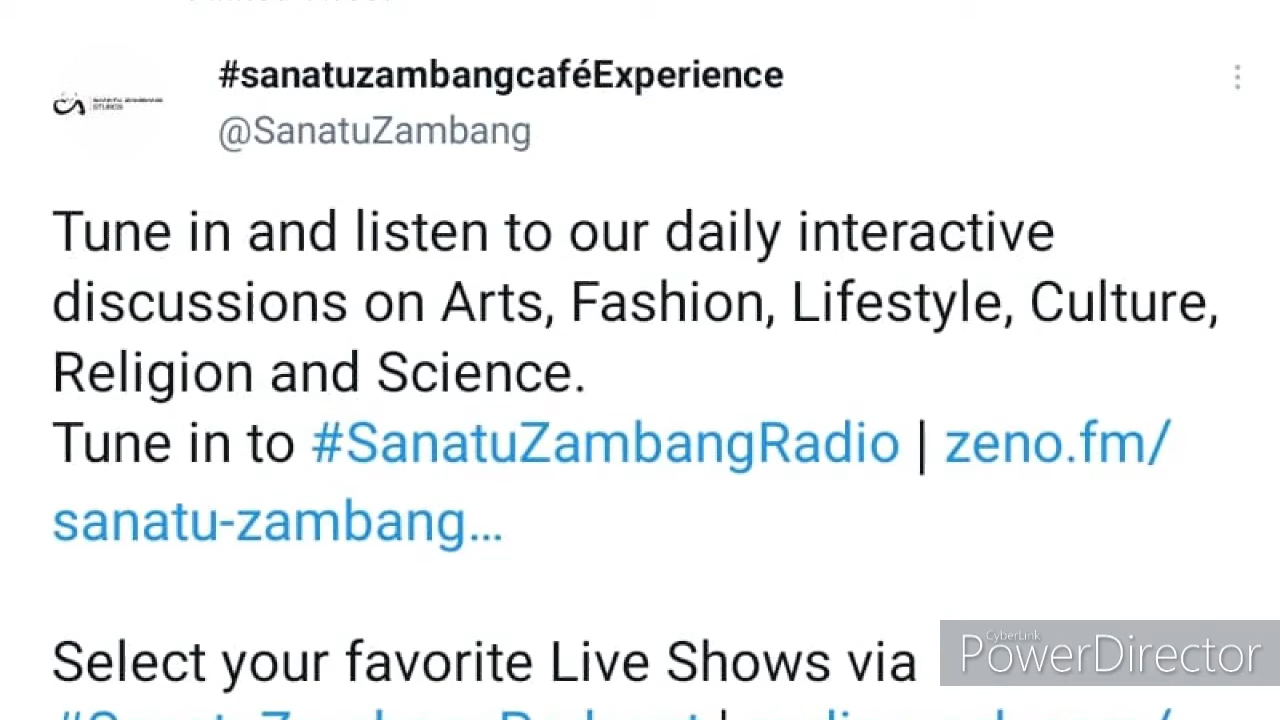 #sanatuzambangcaféExperience
@SanatuZambang
Tune in and listen to our daily interactive
discussions on Arts, Fashion, Lifestyle, Culture,
Religion and Science.
Tune in to #SanatuZambangRadio | zeno.fm/
sanatu-zambang...
Select your favorite Live Shows via
CyberLink
PowerDirector